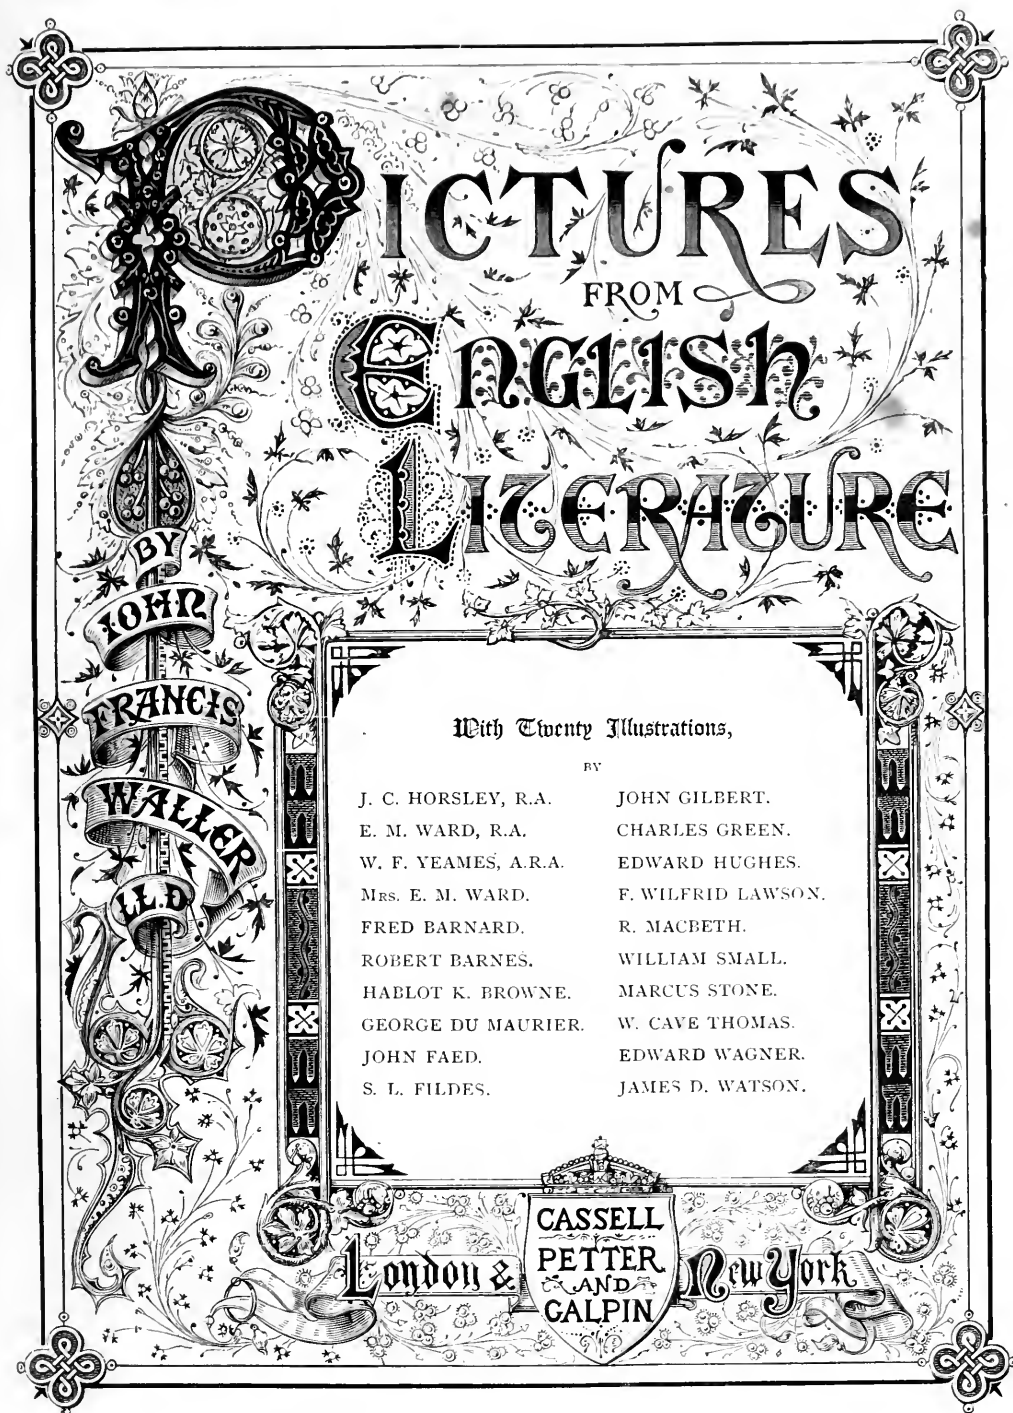 PICTURES
FROM
ENGLISH
LITERATURE
BY
IOHN
FRANCIS
WALLER
LL.D
With Twenty Illustrations,
BY
J. C. HORSLEY, R.A.
E. M. WARD, R.A.
W. F. YEAMES, A.R.A.
MRS. E. M. WARD.
FRED BARNARD.
ROBERT BARNES.
HABLOT K. BROWNE.
GEORGE DU MAURIER.
JOHN FAED.
S. L. FILDES.
JOHN GILBERT.
CHARLES GREEN.
EDWARD HUGHES.
F. WILFRID LAWSON.
R. MACBETH.
WILLIAM SMALL.
MARCUS STONE.
W. CAVE THOMAS.
EDWARD WAGNER.
JAMES D. WATSON.
CASSELL
PETTER
AND
GALPIN
London & New York